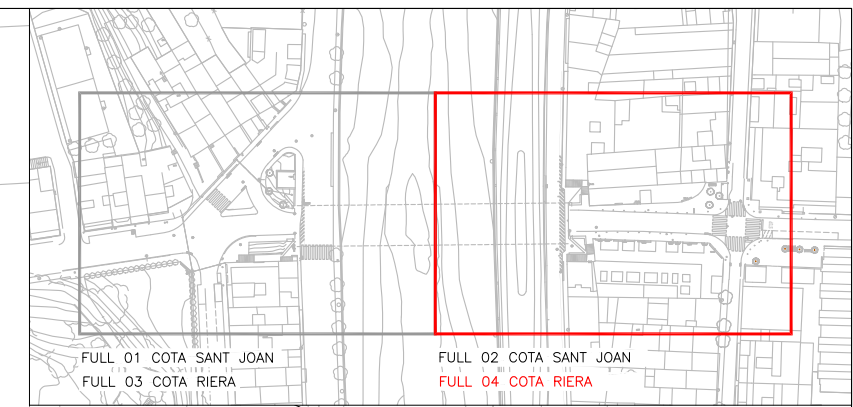 FULL 01 COTA SANT JOAN
FULL 03 COTA RIERA
FULL 02 COTA SANT JOAN
FULL 04 COTA RIERA